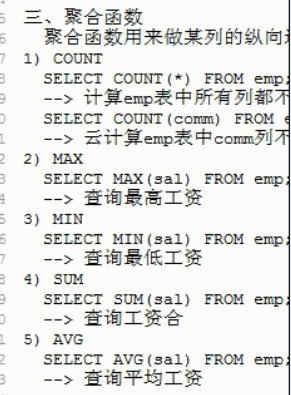 三、聚合函数
聚合函数用来做某列的纵向
1) COUNT
SELECT COUNT(*) FROM emp;
--> 计算emp表中所有列都不
SELECT COUNT(comm) FROM
--> 云计算emp表中comm列不
2) MAX
SELECT MAX(sal) FROM emp;
--> 查询最高工资
3) MIN
SELECT MIN(sal) FROM emp;
--> 查询最低工资
4) SUM
SELECT SUM(sal) FROM emp;
--> 查询工资合
5) AVG
SELECT AVG(sal) FROM emp;
--> 查询平均工资